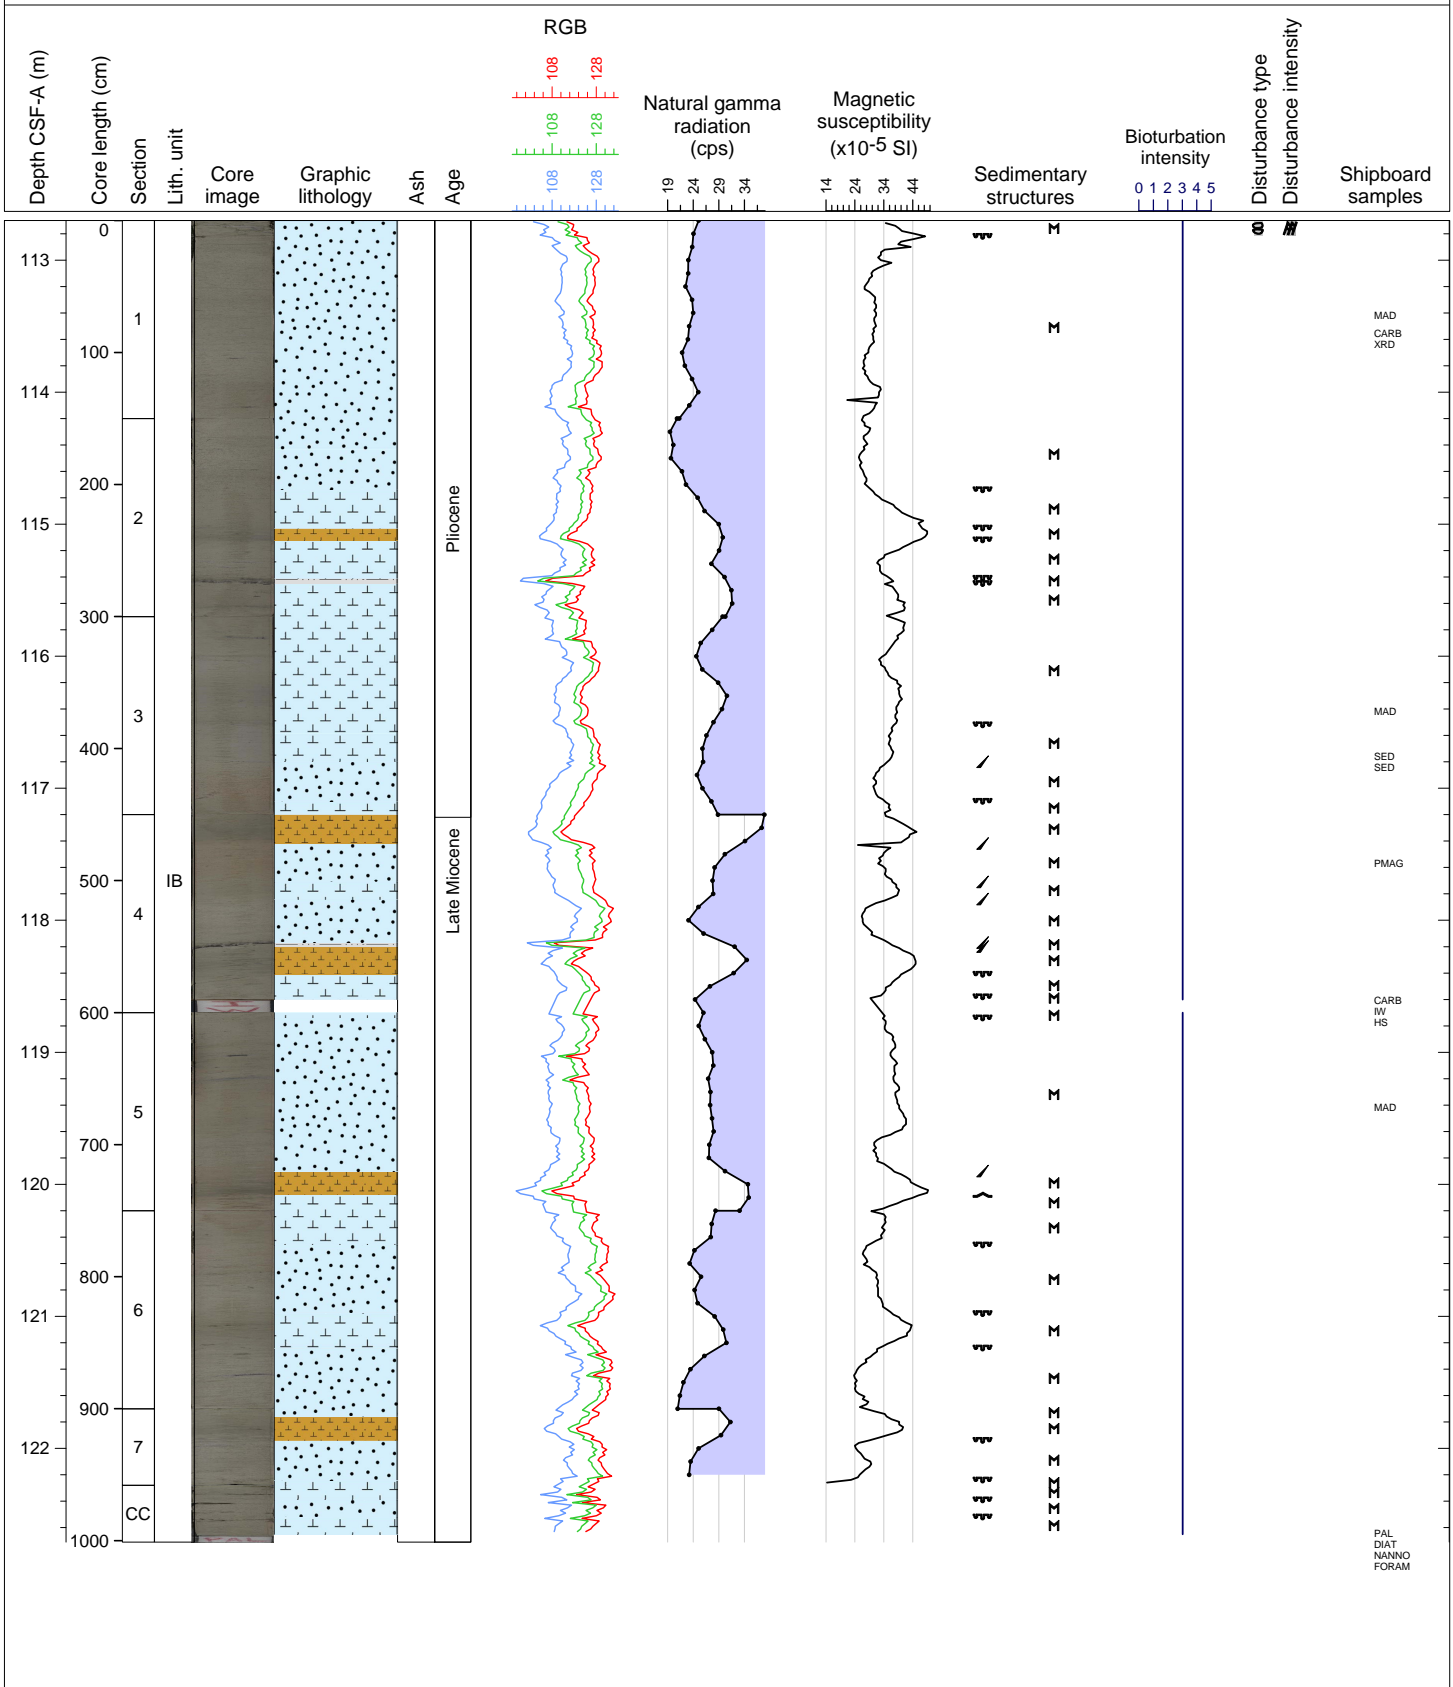 RGB
108 128
108 128
108 128
Depth CSF-A (m)
Core length (cm)
Section
Lith. unit
Core
image
Graphic
lithology
Ash
Age
Natural gamma
radiation
(cps)
19 24 29 34
Magnetic
susceptibility
(x10-5 SI)
14 24 34 44
Sedimentary
structures
Bioturbation
intensity
0 1 2 3 4 5
Disturbance type
Disturbance intensity
Shipboard
samples
0
113
1
MAD
CARB
XRD
100
114
200
2
115
Pliocene
300
116
3
MAD
400
SED
SED
117
Late Miocene
PMAG
500
IB
4
118
CARB
IW
HS
600
119
5
MAD
700
120
800
6
121
900
7
122
CC
1000
PAL
DIAT
NANNO
FORAM